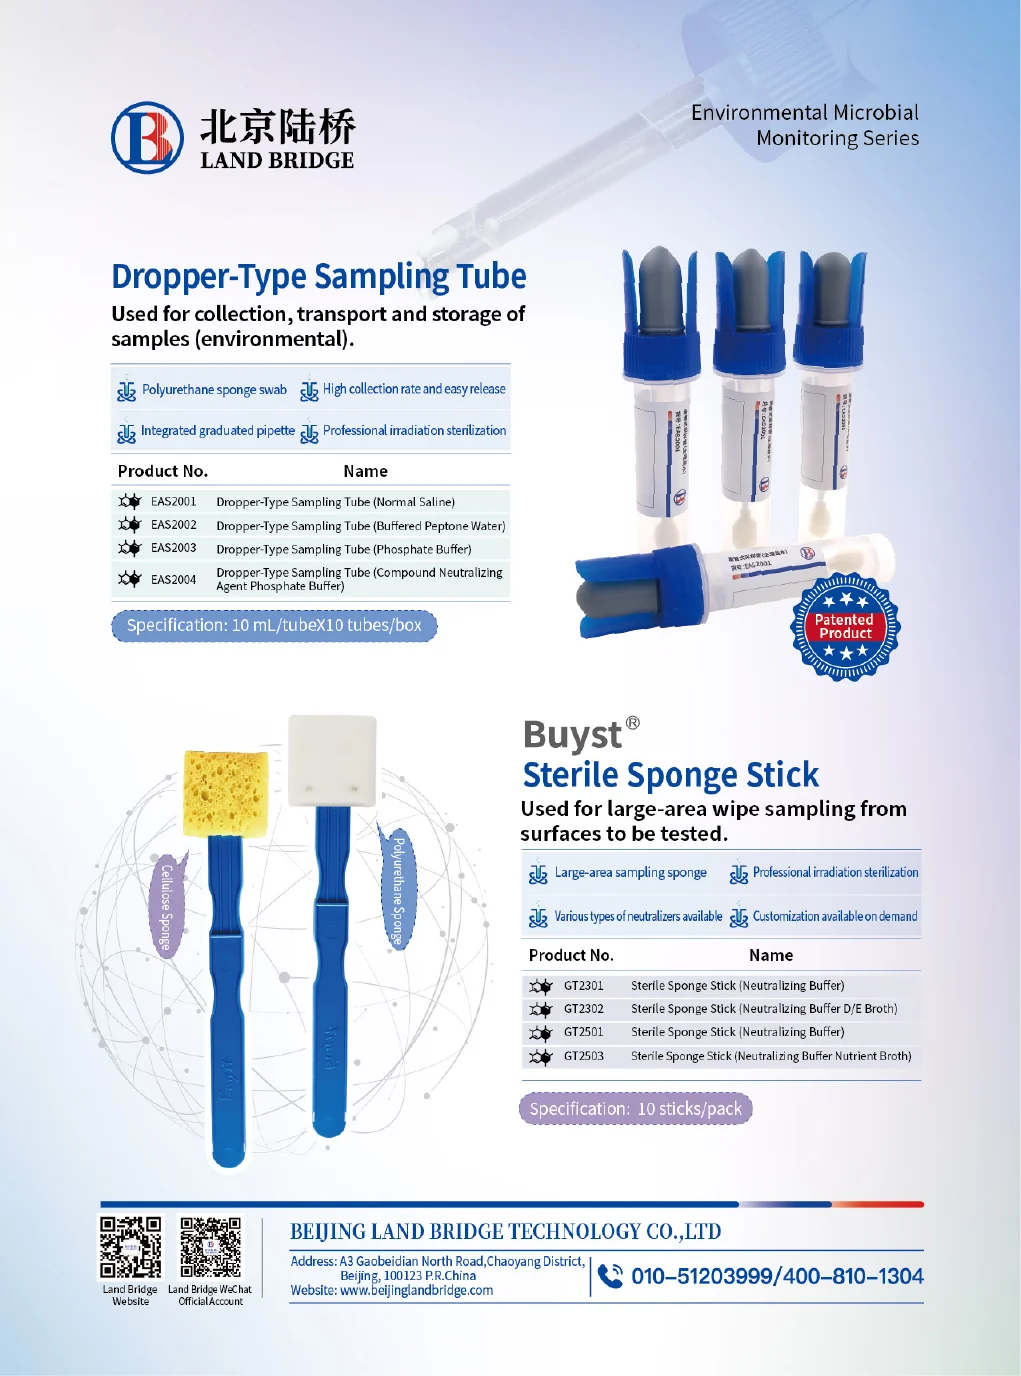 北京陆桥
LAND BRIDGE
Environmental Microbial
Monitoring Series
Dropper-Type Sampling Tube
Used for collection, transport and storage of
samples (environmental).
Polyurethane sponge swab
High collection rate and easy release
Integrated graduated pipette
Professional irradiation sterilization
Product No. Name
EAS2001 Dropper-Type Sampling Tube (Normal Saline)
EAS2002 Dropper-Type Sampling Tube (Buffered Peptone Water)
EAS2003 Dropper-Type Sampling Tube (Phosphate Buffer)
EAS2004 Dropper-Type Sampling Tube (Compound Neutralizing
Agent Phosphate Buffer)
Specification: 10 mL/tubeX10 tubes/box
货号:EAS2001
Patented
Product
Buyst®
Sterile Sponge Stick
Used for large-area wipe sampling from
surfaces to be tested.
Cellulose Sponge
Polyurethane Sponge
Large-area sampling sponge
Professional irradiation sterilization
Various types of neutralizers available
Customization available on demand
Product No. Name
GT2301 Sterile Sponge Stick (Neutralizing Buffer)
GT2302 Sterile Sponge Stick (Neutralizing Buffer D/E Broth)
GT2501 Sterile Sponge Stick (Neutralizing Buffer)
GT2503 Sterile Sponge Stick (Neutralizing Buffer Nutrient Broth)
Specification: 10 sticks/pack
Land Bridge
Website
Land Bridge WeChat
Official Account
BEIJING LAND BRIDGE TECHNOLOGY CO.,LTD
Address: A3 Gaobeidian North Road,Chaoyang District,
Beijing, 100123 P.R.China
Website: www.beijinglandbridge.com
010-51203999/400-810-1304